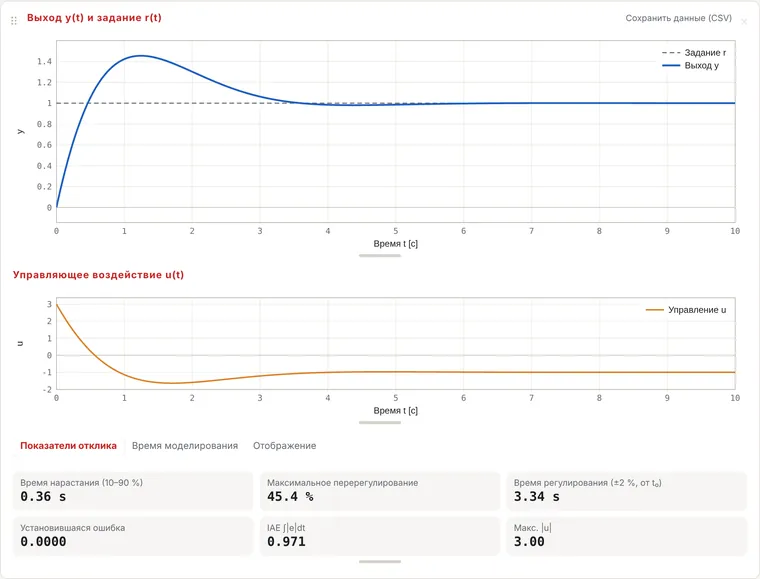 Выход y(t) и задание r(t)
Сохранить данные (CSV)
×
Задание r
Выход y
1.4
1.2
1
0.8
0.6
0.4
0.2
0
y
0 1 2 3 4 5 6 7 8 9 10
Время t [с]
Управляющее воздействие u(t)
Управление u
3
2
1
0
-1
-2
u
0 1 2 3 4 5 6 7 8 9 10
Время t [с]
Показатели отклика Время моделирования Отображение
Время нарастания (10–90 %)
0.36 s
Максимальное перерегулирование
45.4 %
Время регулирования (±2 %, от t₀)
3.34 s
Установившаяся ошибка
0.0000
IAE ∫|e|dt
0.971
Макс. |u|
3.00